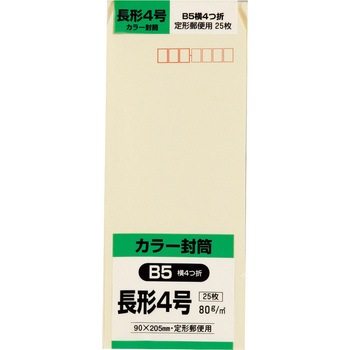 長形4号
カラー封筒
B5横4つ折
定形郵便用 25枚
カラー封筒
B5 横4つ折
長形4号 25枚 80g/㎡
90×205mm・定形郵便用